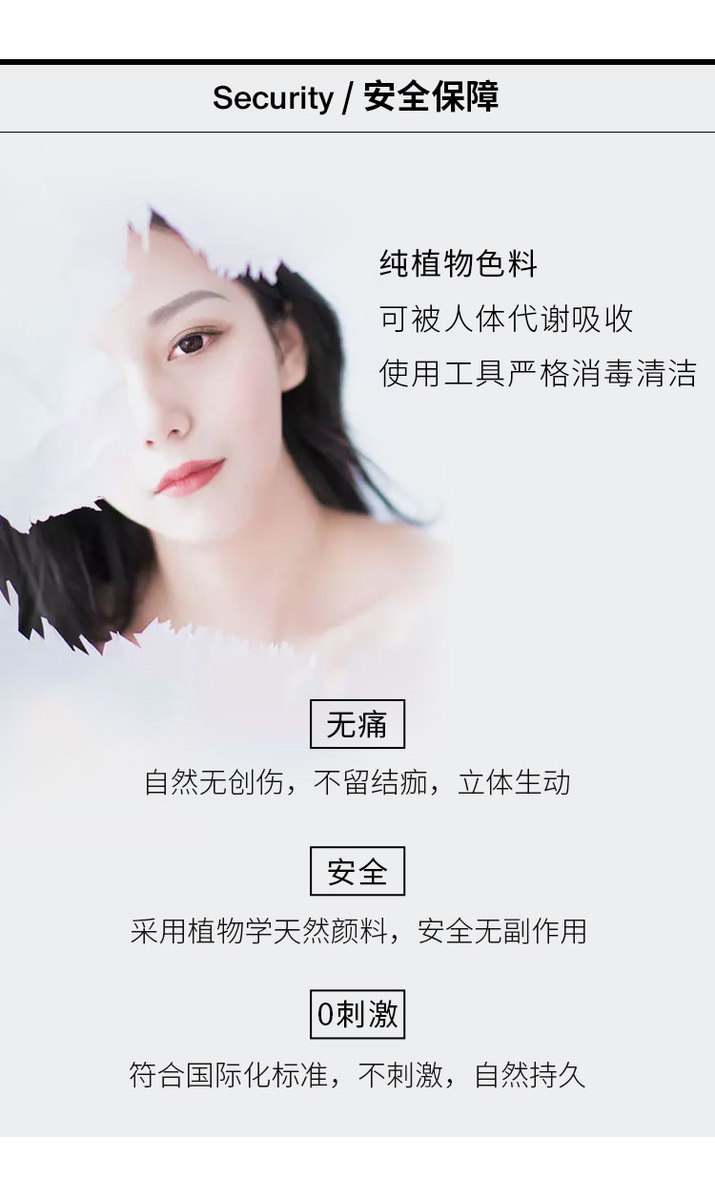 Security / 安全保障
纯植物色料
可被人体代谢吸收
使用工具严格消毒清洁
无痛
自然无创伤，不留结痂，立体生动
安全
采用植物学天然颜料，安全无副作用
0刺激
符合国际化标准，不刺激，自然持久